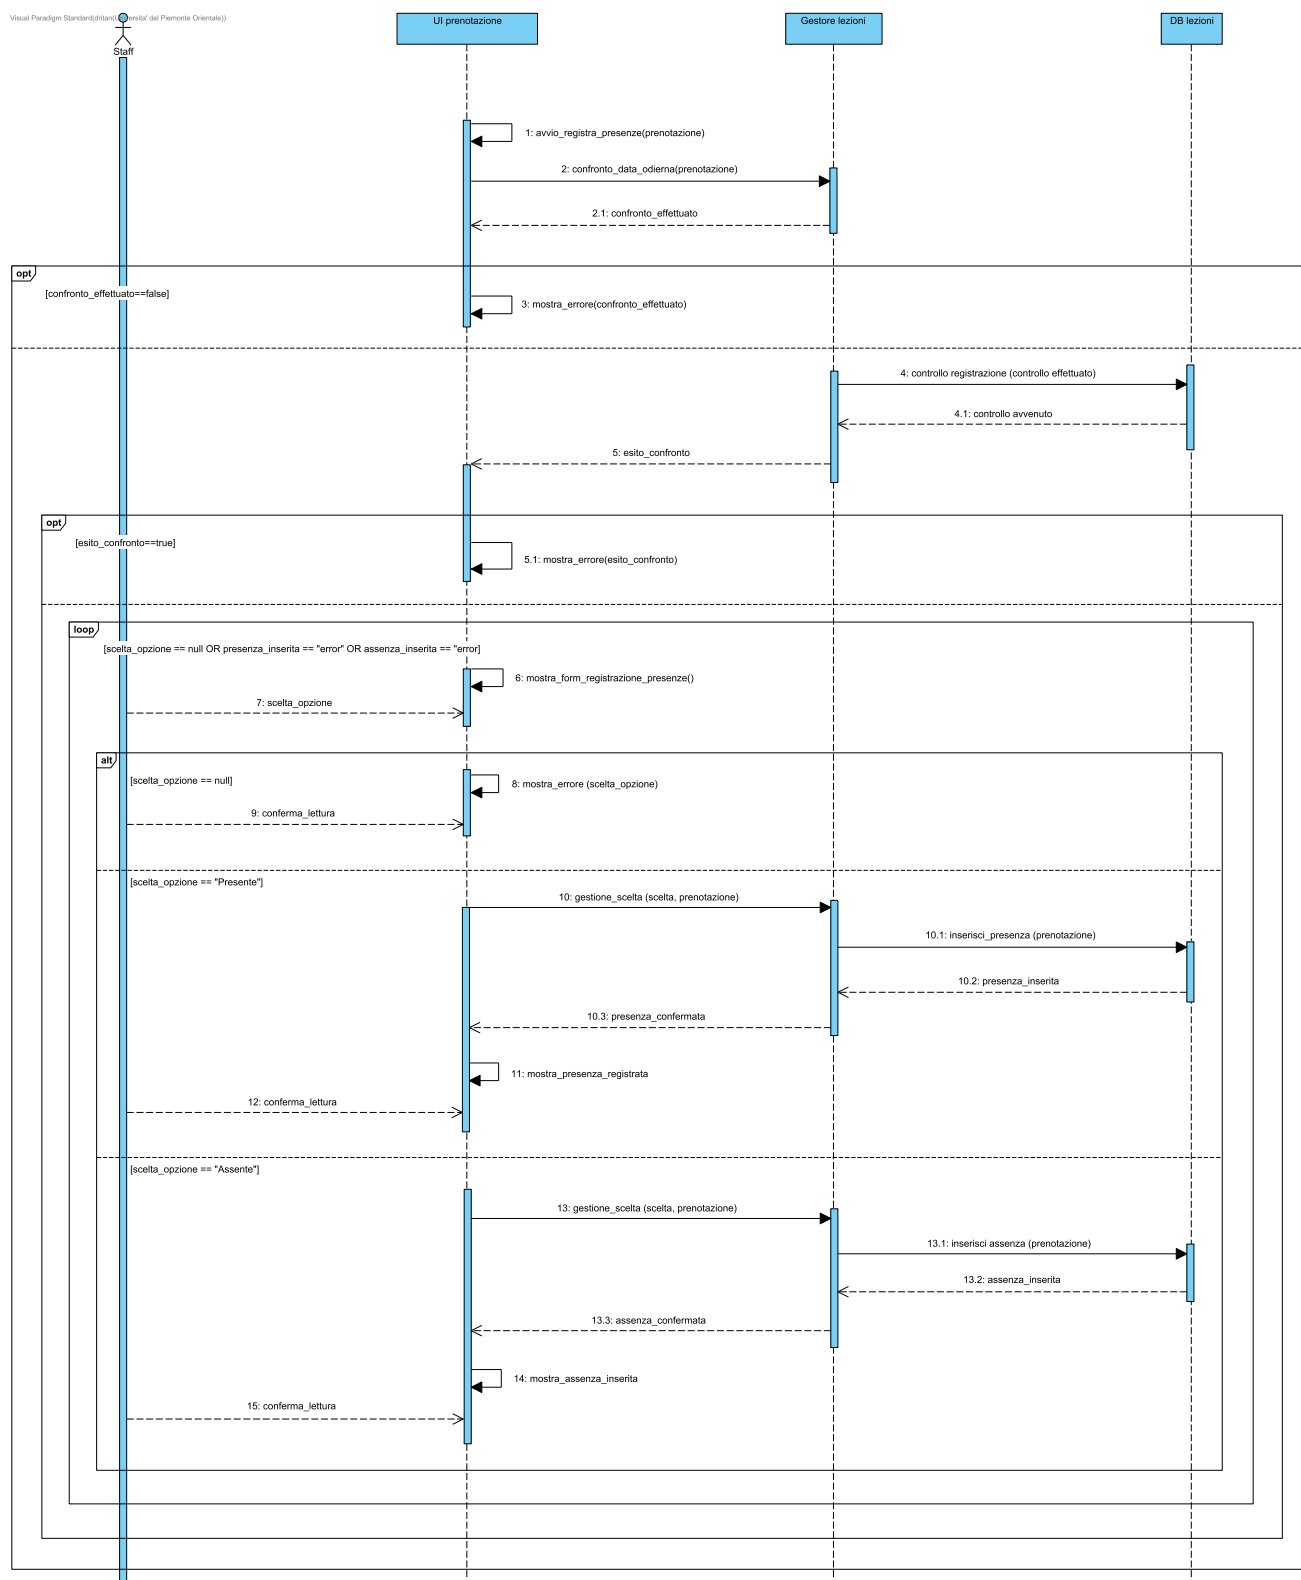 Visual Paradigm Standard(dritan(Universita' del Piemonte Orientale))
Staff
UI prenotazione
Gestore lezioni
DB lezioni
1: avvio_registra_presenze(prenotazione)
2: confronto_data_odierna(prenotazione)
2.1: confronto_effettuato
opt
[confronto_effettuato==false]
3: mostra_errore(confronto_effettuato)
4: controllo registrazione (controllo effettuato)
4.1: controllo avvenuto
5: esito_confronto
opt
[esito_confronto==true]
5.1: mostra_errore(esito_confronto)
loop
[scelta_opzione == null OR presenza_inserita == "error" OR assenza_inserita == "error]
6: mostra_form_registrazione_presenze()
7: scelta_opzione
alt
[scelta_opzione == null]
8: mostra_errore (scelta_opzione)
9: conferma_lettura
[scelta_opzione == "Presente"]
10: gestione_scelta (scelta, prenotazione)
10.1: inserisci_presenza (prenotazione)
10.2: presenza_inserita
10.3: presenza_confermata
11: mostra_presenza_registrata
12: conferma_lettura
[scelta_opzione == "Assente"]
13: gestione_scelta (scelta, prenotazione)
13.1: inserisci assenza (prenotazione)
13.2: assenza_inserita
13.3: assenza_confermata
14: mostra_assenza_inserita
15: conferma_lettura